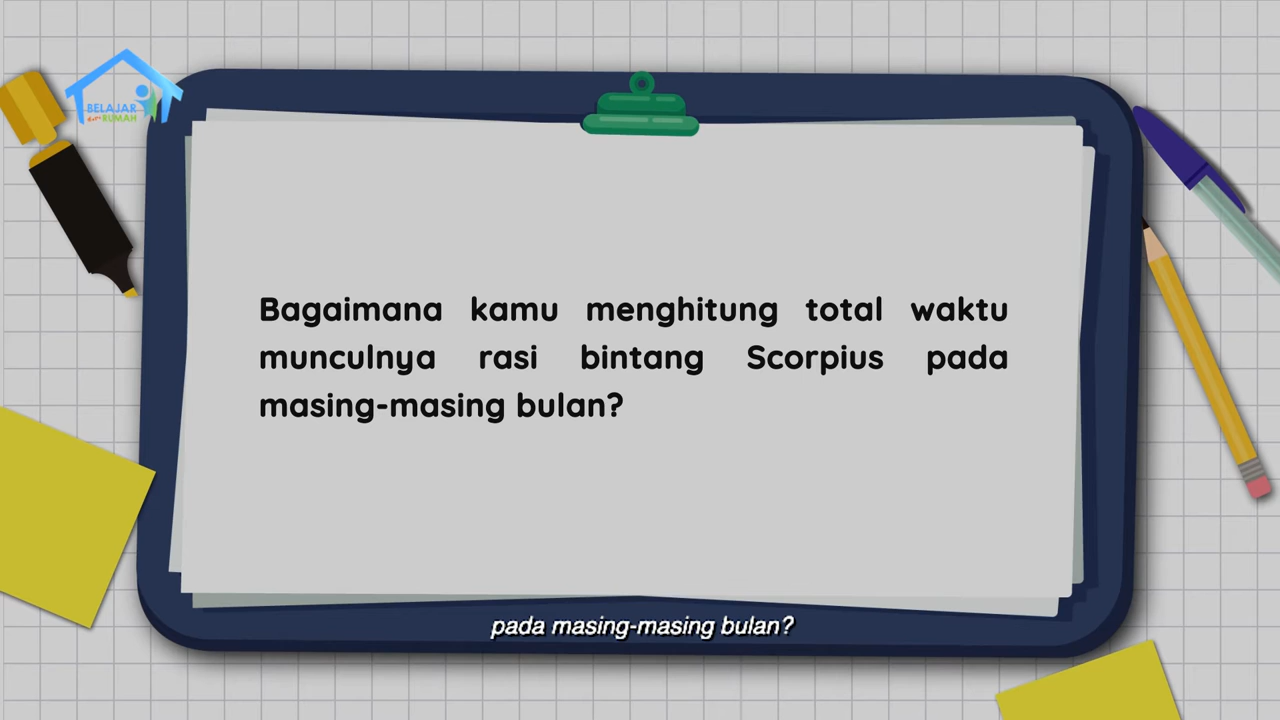 BELAJAR
dari RUMAH
Bagaimana kamu menghitung total waktu
munculnya rasi bintang Scorpius pada
masing-masing bulan?
pada masing-masing bulan?